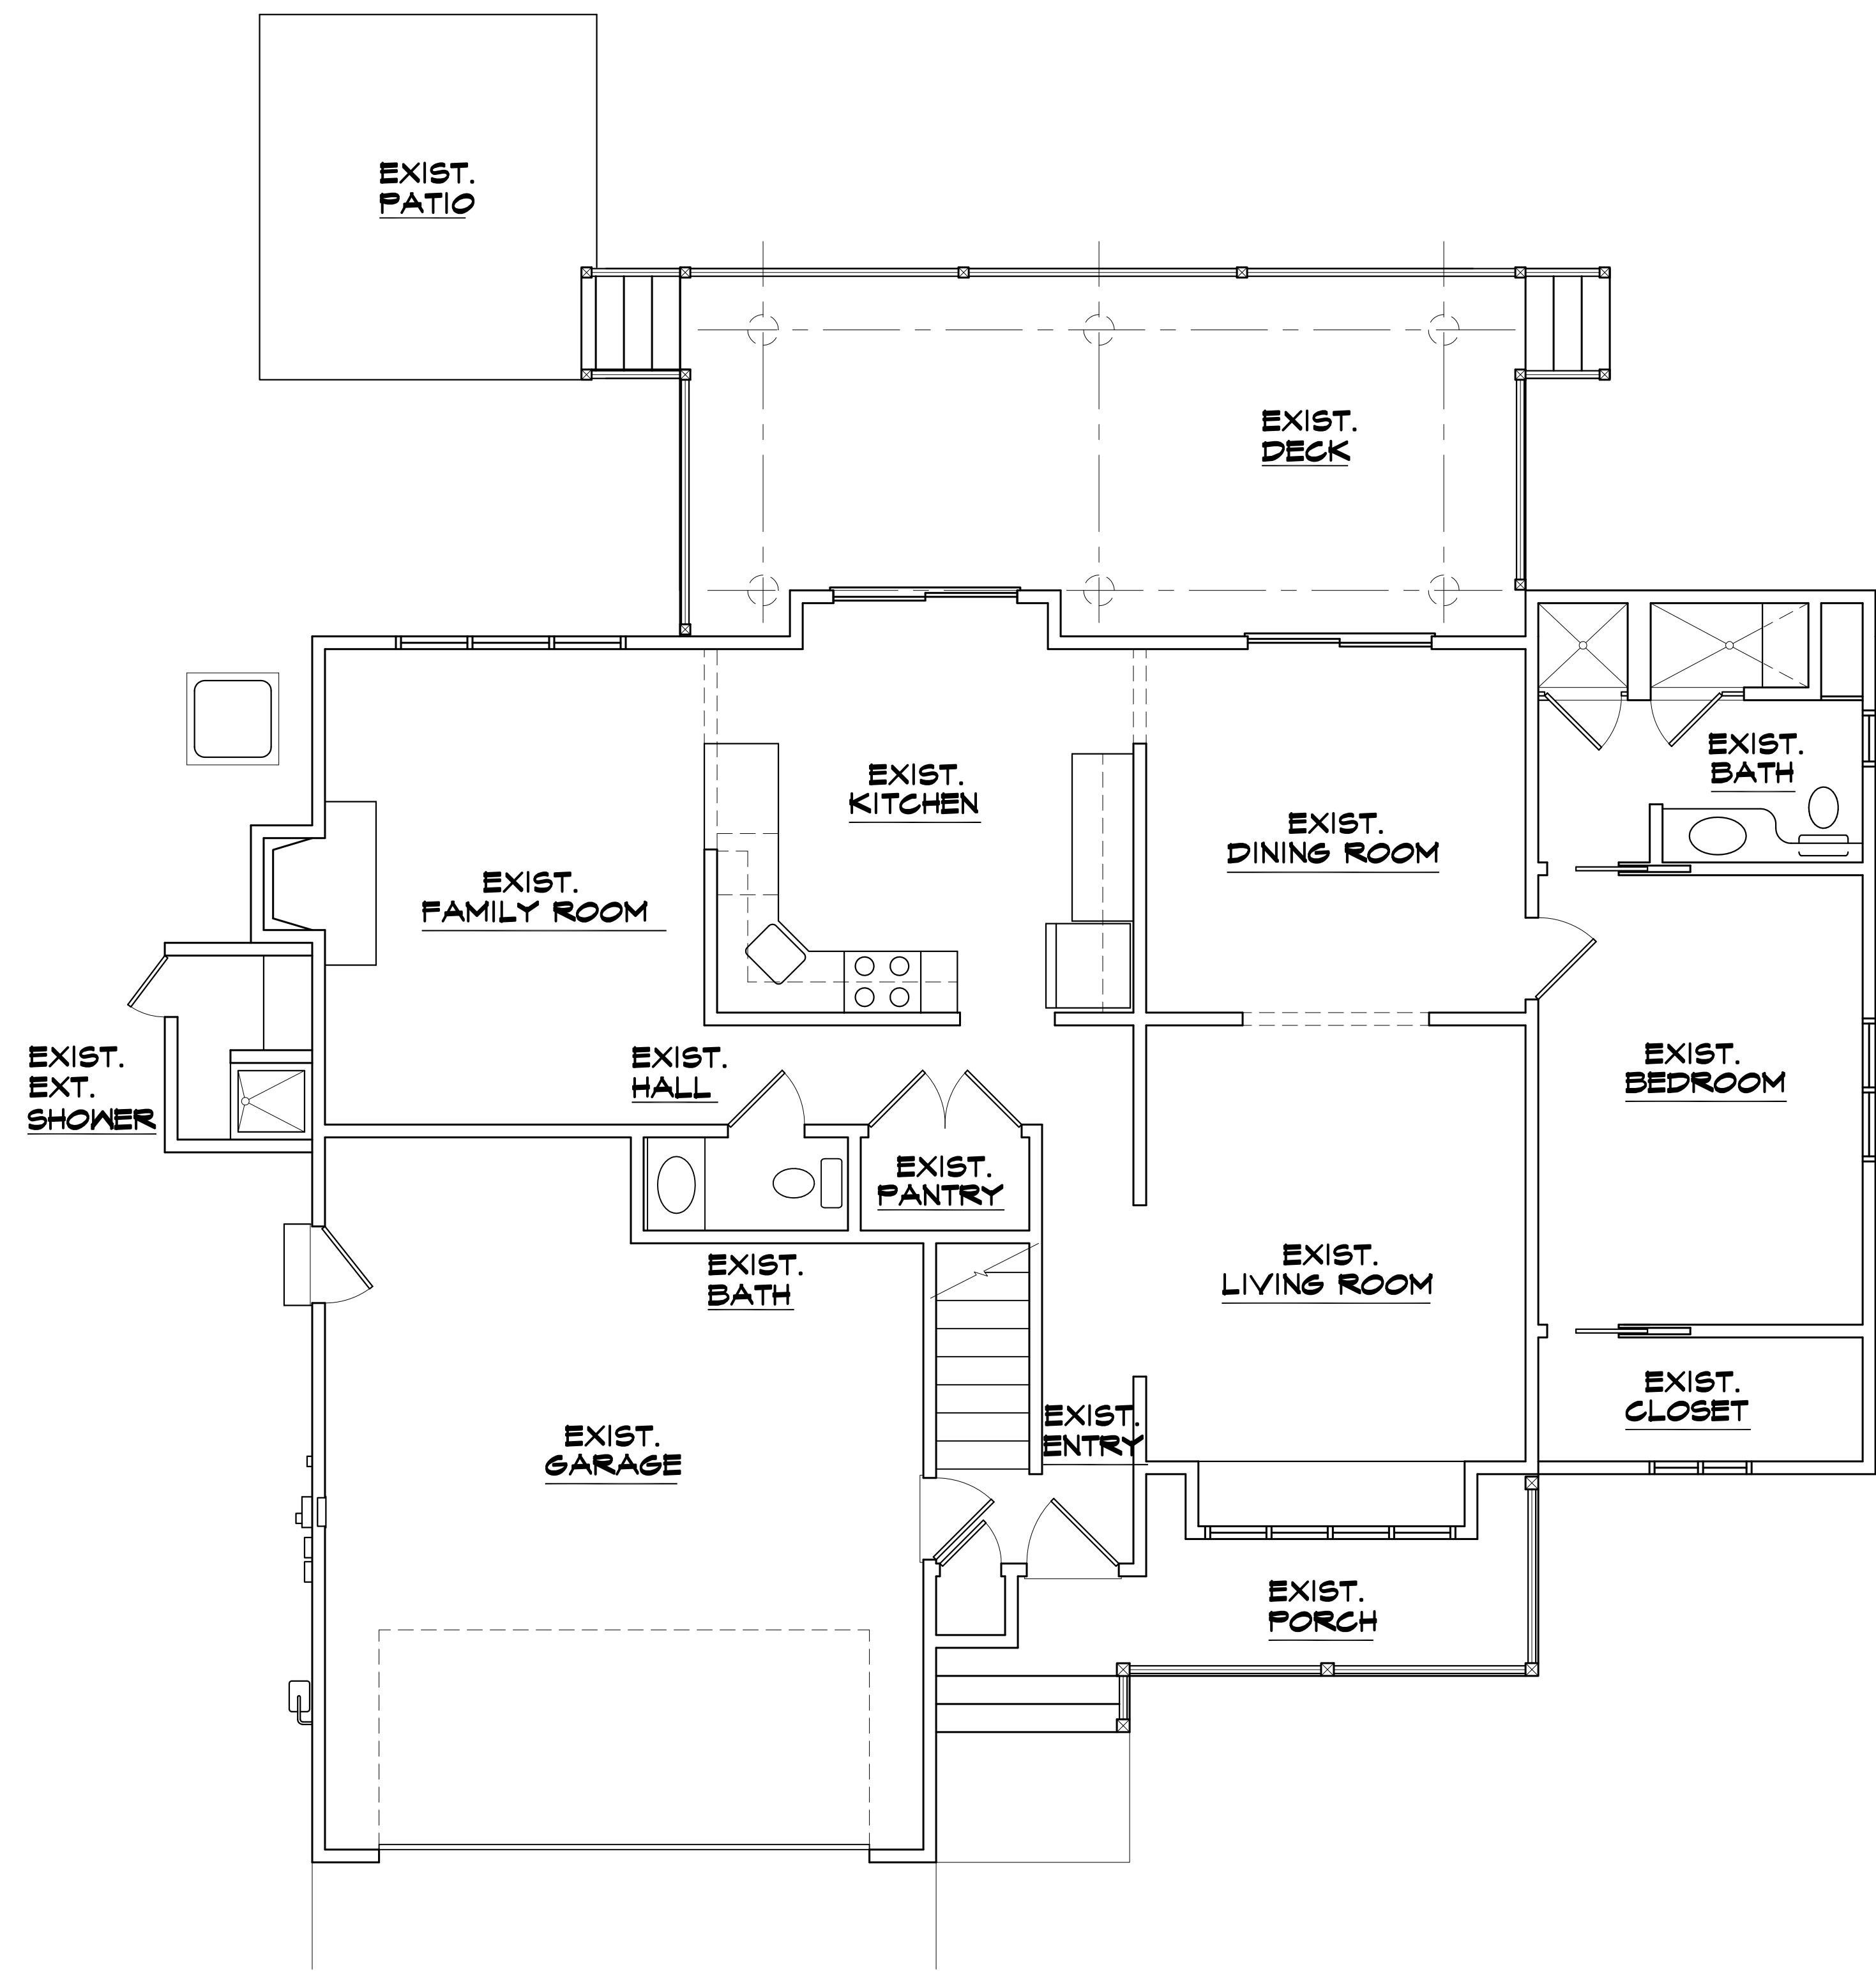 EXIST.
PATIO
EXIST.
DECK
EXIST.
BATH
EXIST.
KITCHEN
EXIST.
DINING ROOM
EXIST.
FAMILY ROOM
EXIST.
EXT.
SHOWER
EXIST.
HALL
EXIST.
BEDROOM
EXIST.
PANTRY
EXIST.
BATH
EXIST.
LIVING ROOM
EXIST.
CLOSET
EXIST.
ENTRY
EXIST.
GARAGE
EXIST.
PORCH